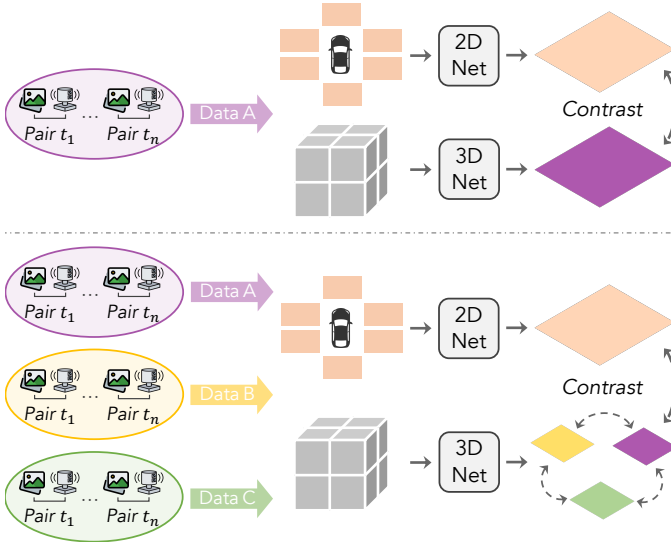 2D
Net
Data A
Contrast
... 
Pair t₁ Pair tₙ
3D
Net
Data A
...
Pair t₁ Pair tₙ
2D
Net
Data B
Contrast
...
Pair t₁ Pair tₙ
3D
Net
Data C
...
Pair t₁ Pair tₙ